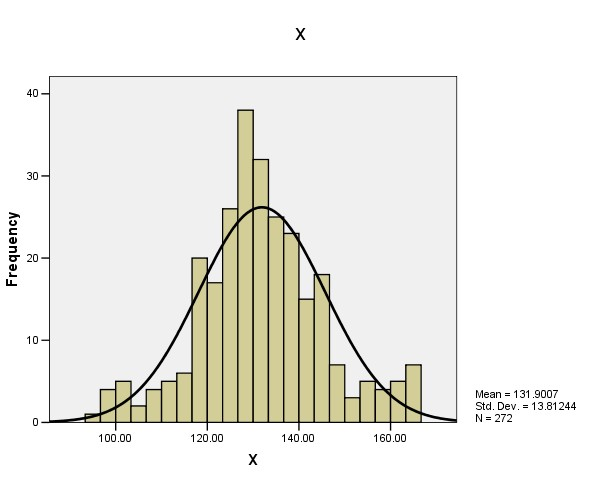 X
Frequency
40
30
20
10
0
100.00 120.00 140.00 160.00
X
Mean = 131.9007
Std. Dev. = 13.81244
N = 272